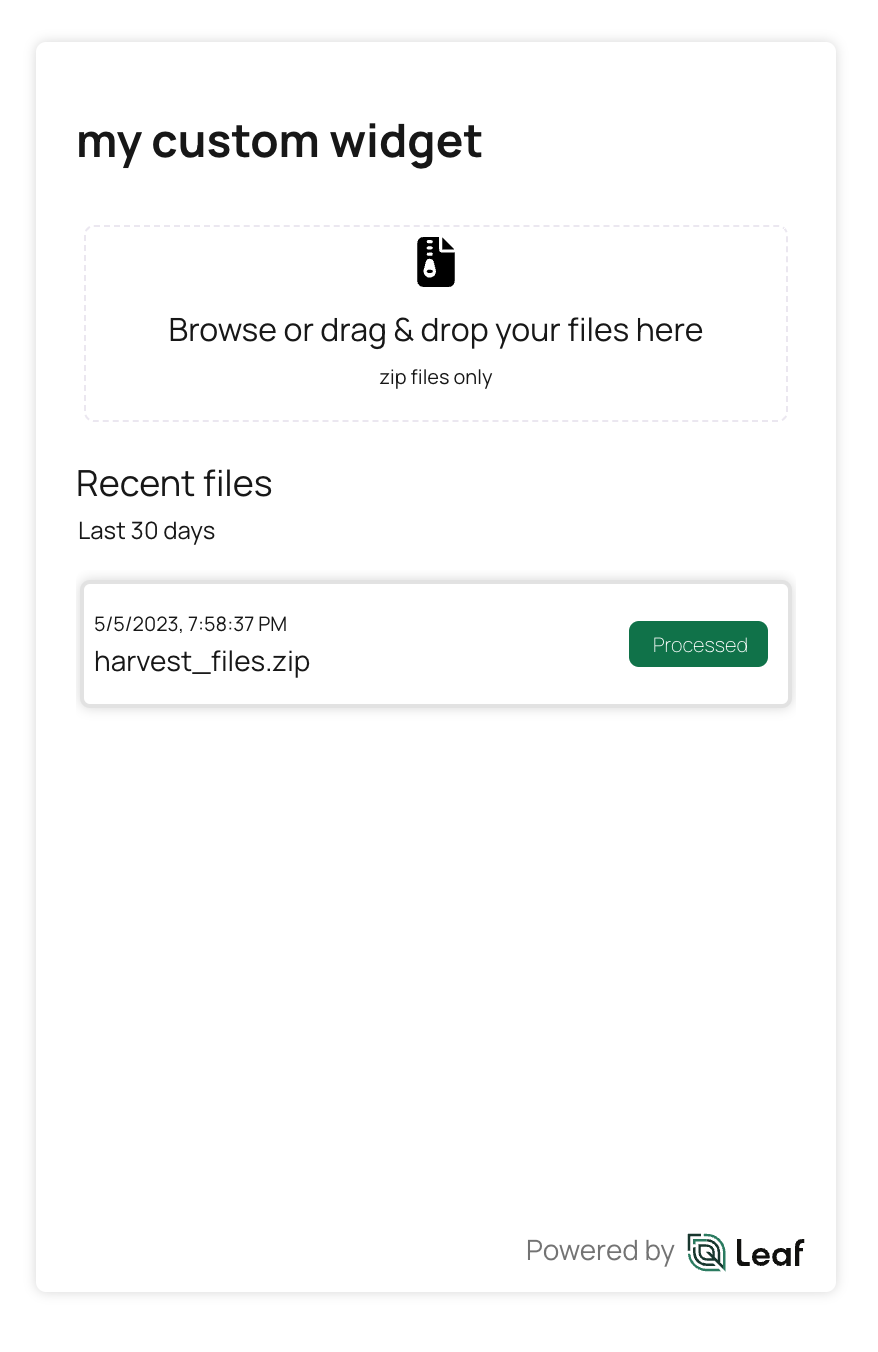 my custom widget
Browse or drag & drop your files here
zip files only
Recent files
Last 30 days
5/5/2023, 7:58:37 PM
harvest_files.zip
Processed
Powered by Leaf